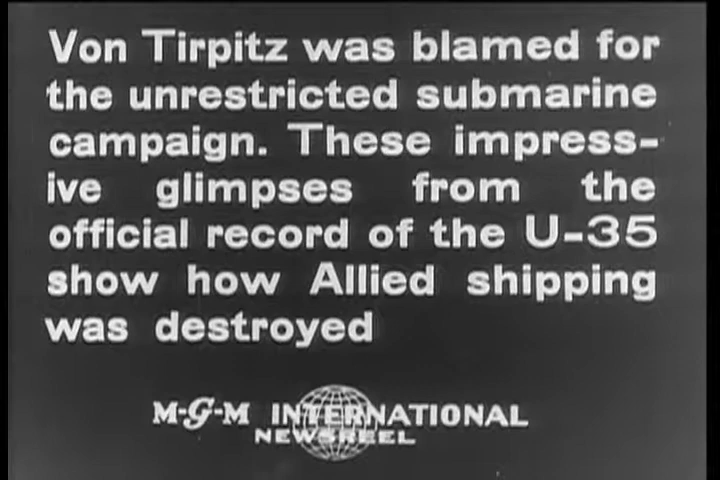 Von Tirpitz was blamed for
the unrestricted submarine
campaign. These impress-
ive glimpses from the
official record of the U-35
show how Allied shipping
was destroyed
M-G-M INTERNATIONAL
NEWSREEL